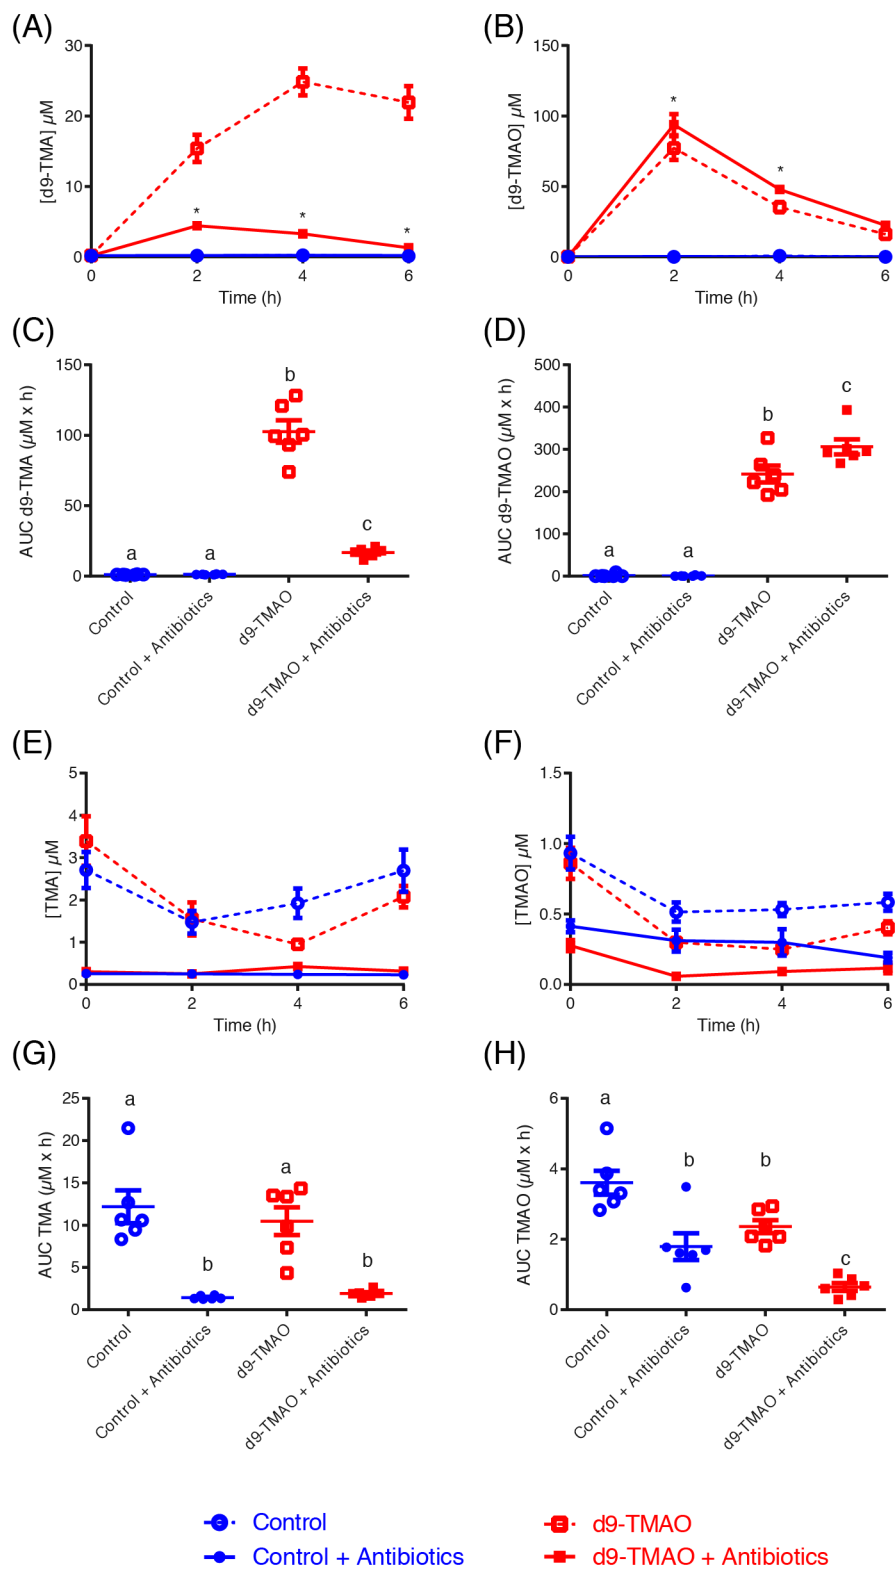 (A)
(B)
[d9-TMA] µM
30
20
10
0
* * *
0 2 4 6
Time (h)
[d9-TMAO] µM
150
100
50
0
* *
0 2 4 6
Time (h)
(C)
(D)
AUC d9-TMA (µM x h)
150
100
50
0
a a b c
Control
Control + Antibiotics
d9-TMAO
d9-TMAO + Antibiotics
AUC d9-TMAO (µM x h)
500
400
300
200
100
0
a a b c
Control
Control + Antibiotics
d9-TMAO
d9-TMAO + Antibiotics
(E)
(F)
[TMA] µM
5
4
3
2
1
0
0 2 4 6
Time (h)
[TMAO] µM
1.5
1.0
0.5
0.0
0 2 4 6
Time (h)
(G)
(H)
AUC TMA (µM x h)
25
20
15
10
5
0
a b a b
Control
Control + Antibiotics
d9-TMAO
d9-TMAO + Antibiotics
AUC TMAO (µM x h)
6
4
2
0
a b b c
Control
Control + Antibiotics
d9-TMAO
d9-TMAO + Antibiotics
Control
d9-TMAO
Control + Antibiotics
d9-TMAO + Antibiotics